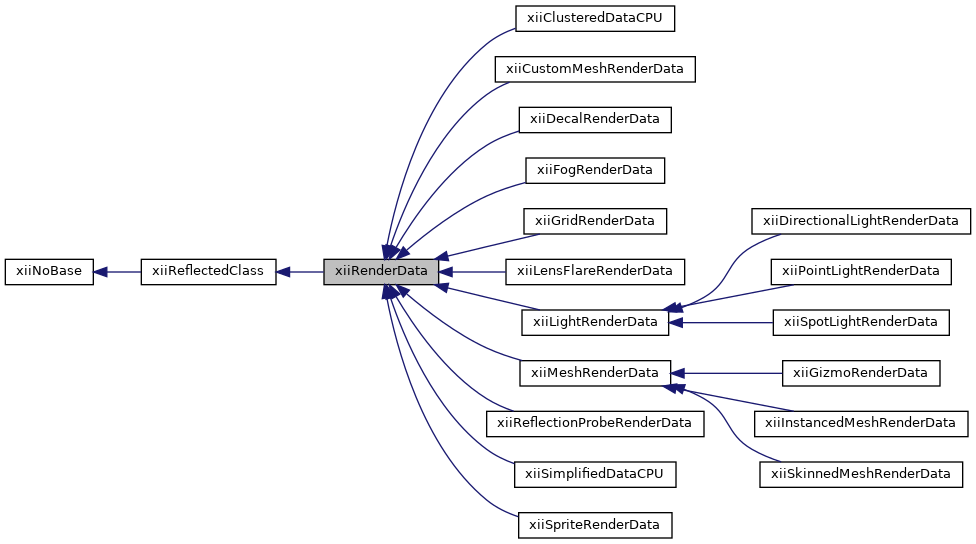 xiiClusteredDataCPU
xiiCustomMeshRenderData
xiiDecalRenderData
xiiFogRenderData
xiiGridRenderData
xiiDirectionalLightRenderData
xiiNoBase
xiiReflectedClass
xiiRenderData
xiiLensFlareRenderData
xiiPointLightRenderData
xiiLightRenderData
xiiSpotLightRenderData
xiiMeshRenderData
xiiGizmoRenderData
xiiReflectionProbeRenderData
xiiInstancedMeshRenderData
xiiSimplifiedDataCPU
xiiSkinnedMeshRenderData
xiiSpriteRenderData